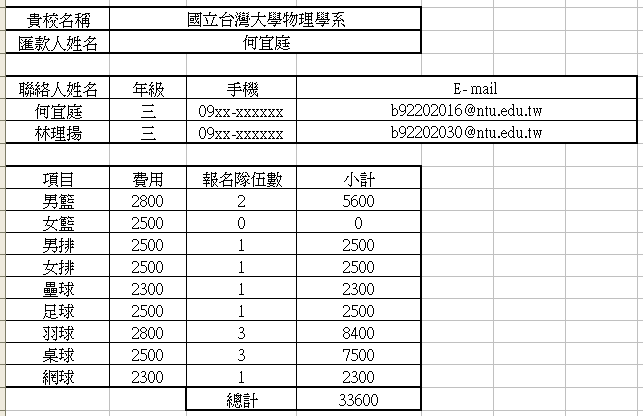 貴校名稱 國立台灣大學物理學系
匯款人姓名 何宜庭
聯絡人姓名 年級 手機 E-mail
何宜庭 三 09xx-xxxxxx b92202016@ntu.edu.tw
林理揚 三 09xx-xxxxxx b92202030@ntu.edu.tw
項目 費用 報名隊伍數 小計
男籃 2800 2 5600
女籃 2500 0 0
男排 2500 1 2500
女排 2500 1 2500
壘球 2300 1 2300
足球 2500 1 2500
羽球 2800 3 8400
桌球 2500 3 7500
網球 2300 1 2300
總計 33600